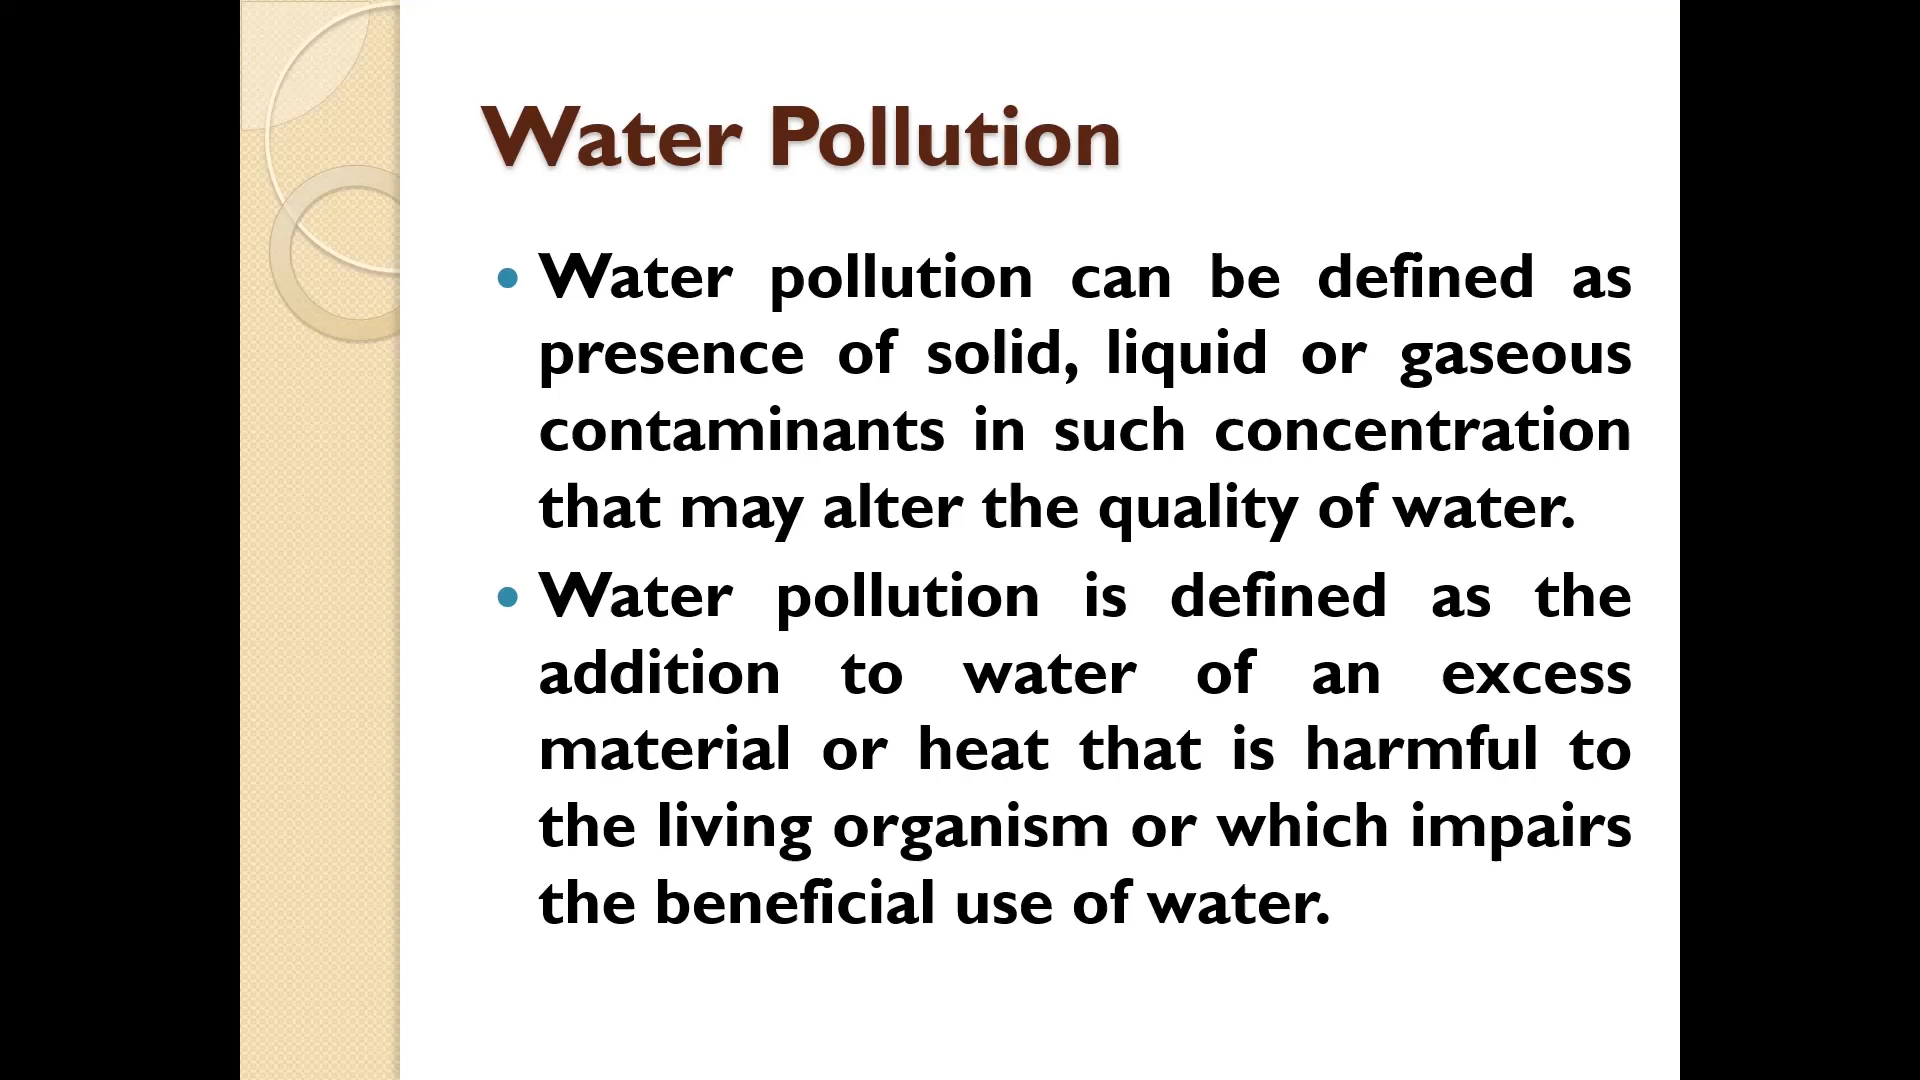 Water Pollution
Water pollution can be defined as
presence of solid, liquid or gaseous
contaminants in such concentration
that may alter the quality of water.
Water pollution is defined as the
addition to water of an excess
material or heat that is harmful to
the living organism or which impairs
the beneficial use of water.